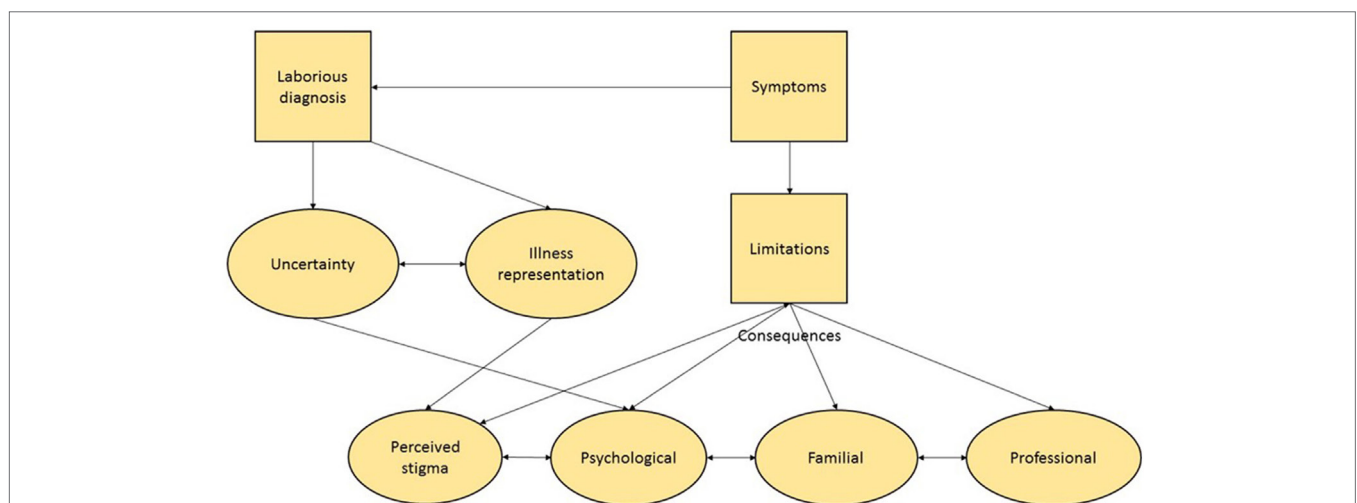 Laborious
diagnosis
Symptoms
Uncertainty
Illness
representation
Limitations
Consequences
Perceived
stigma
Psychological
Familial
Professional